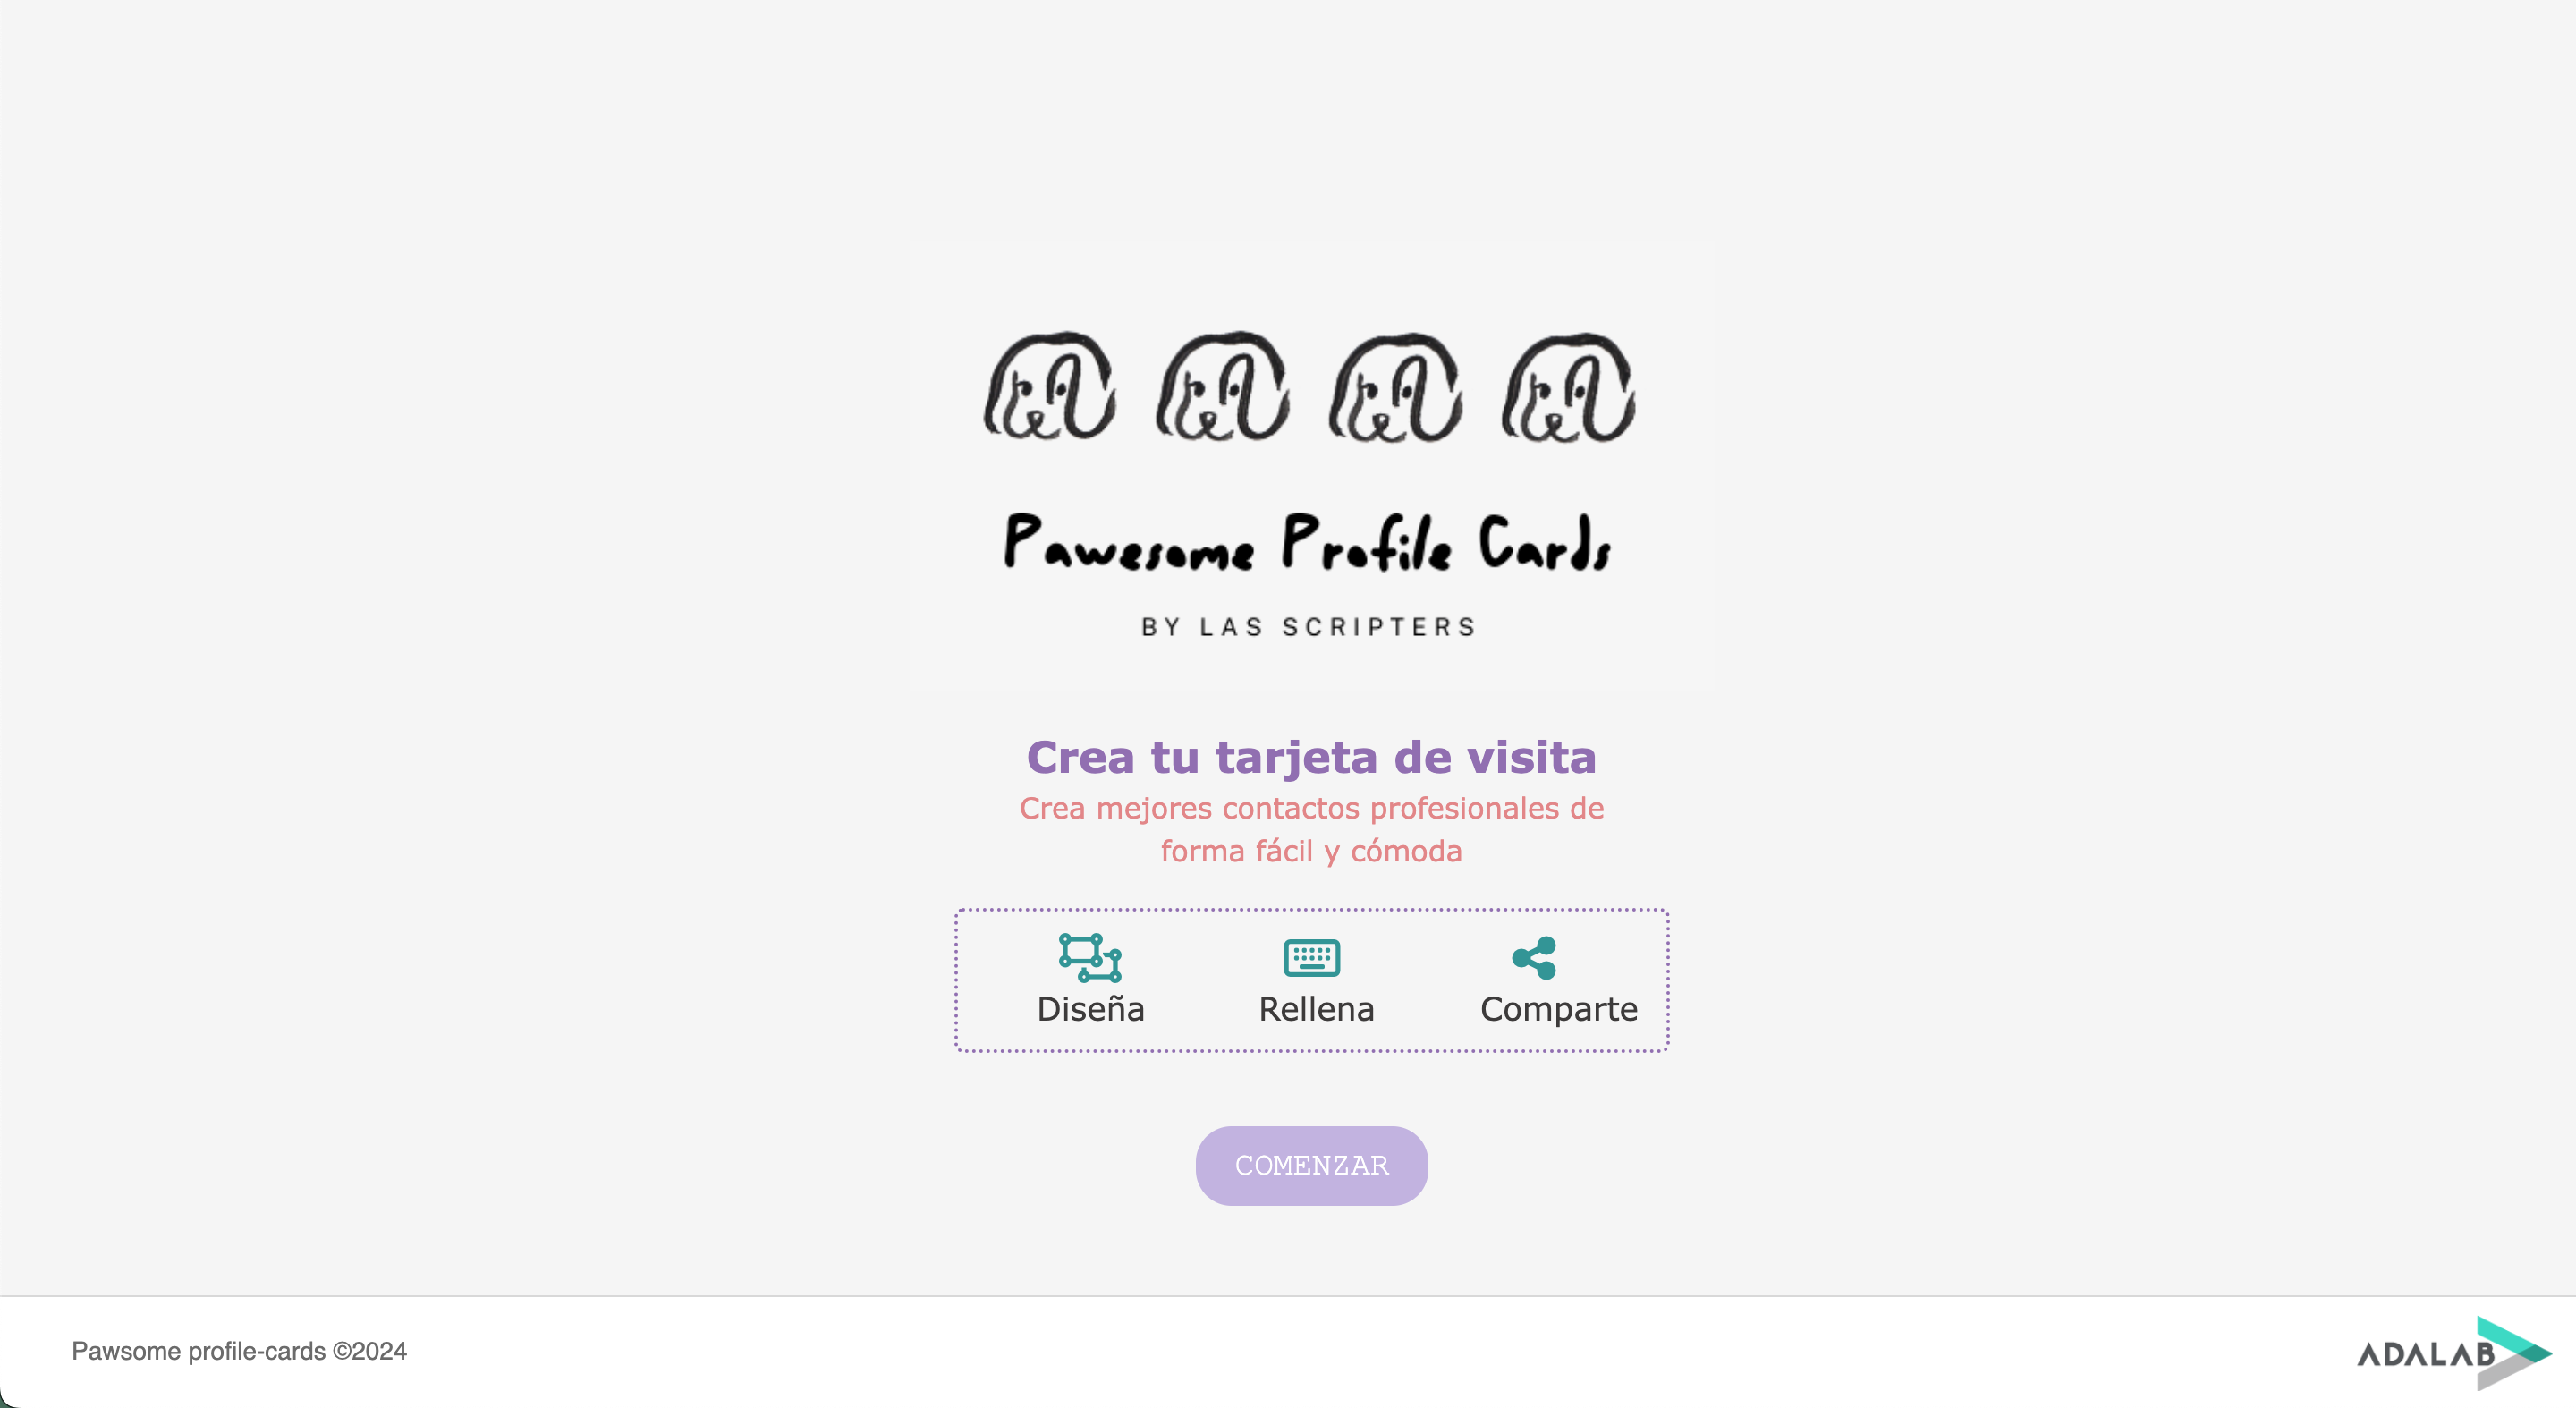 Pawesome Profile Cards
BY LAS SCRIPTERS
Crea tu tarjeta de visita
Crea mejores contactos profesionales de
forma fácil y cómoda
Diseña Rellena Comparte
COMENZAR
Pawsome profile-cards ©2024
ADALAB